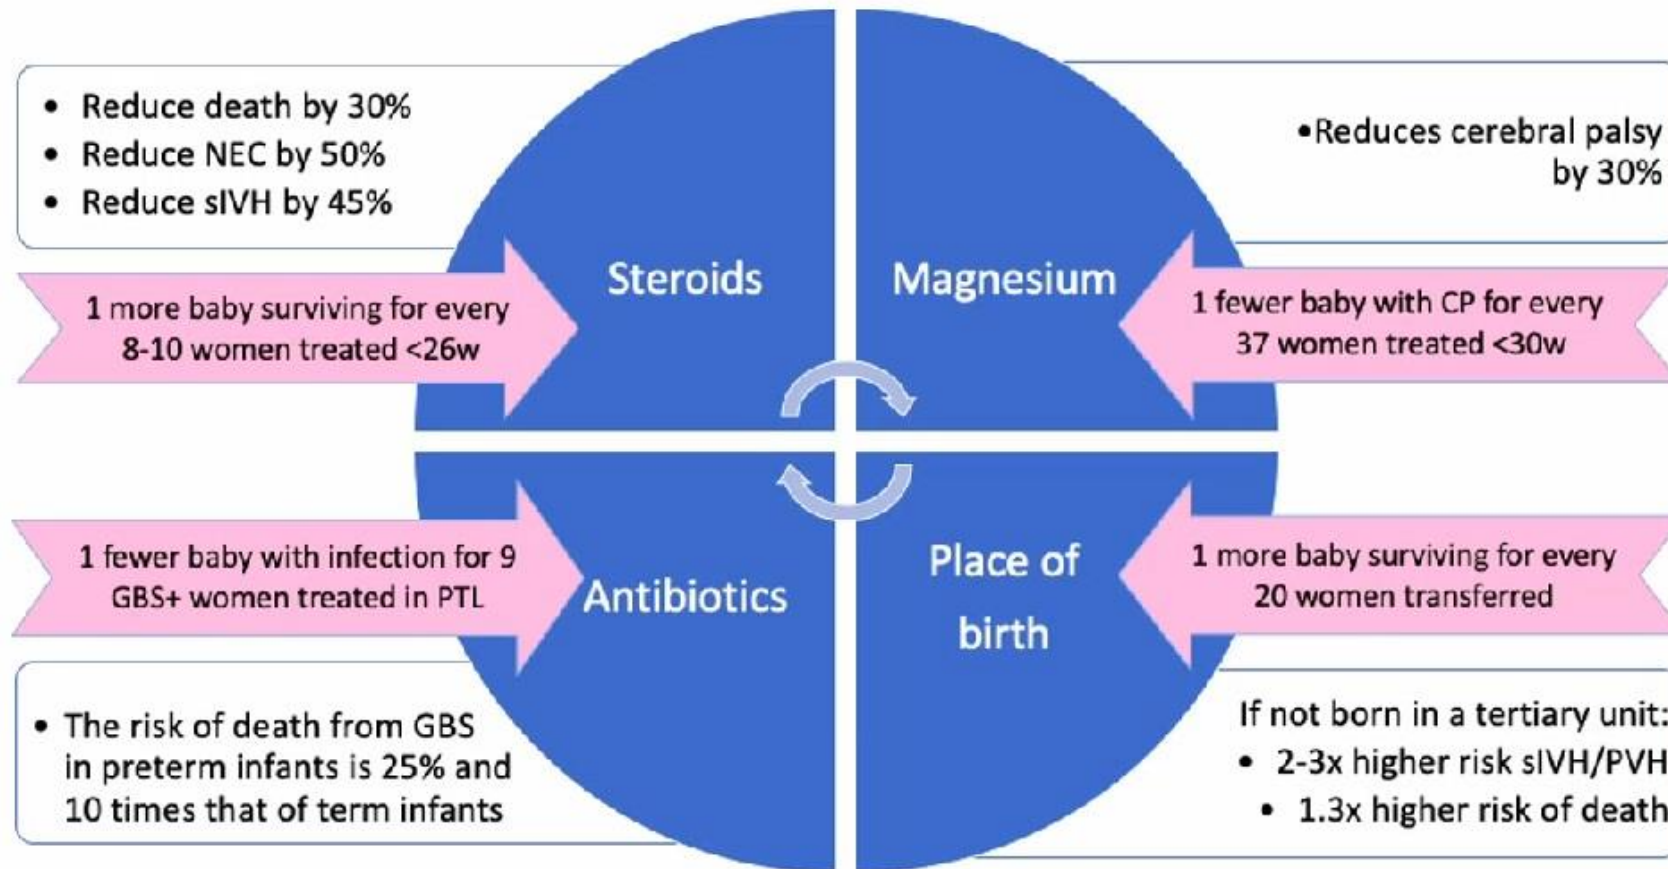 • Reduce death by 30%
• Reduce NEC by 50%
• Reduce sIVH by 45%
1 more baby surviving for every
8-10 women treated <26w
Steroids
Magnesium
•Reduces cerebral palsy
by 30%
1 fewer baby with CP for every
37 women treated <30w
1 fewer baby with infection for 9
GBS+ women treated in PTL
Antibiotics
• The risk of death from GBS
in preterm infants is 25% and
10 times that of term infants
Place of
birth
1 more baby surviving for every
20 women transferred
If not born in a tertiary unit:
• 2-3x higher risk sIVH/PVH
• 1.3x higher risk of death